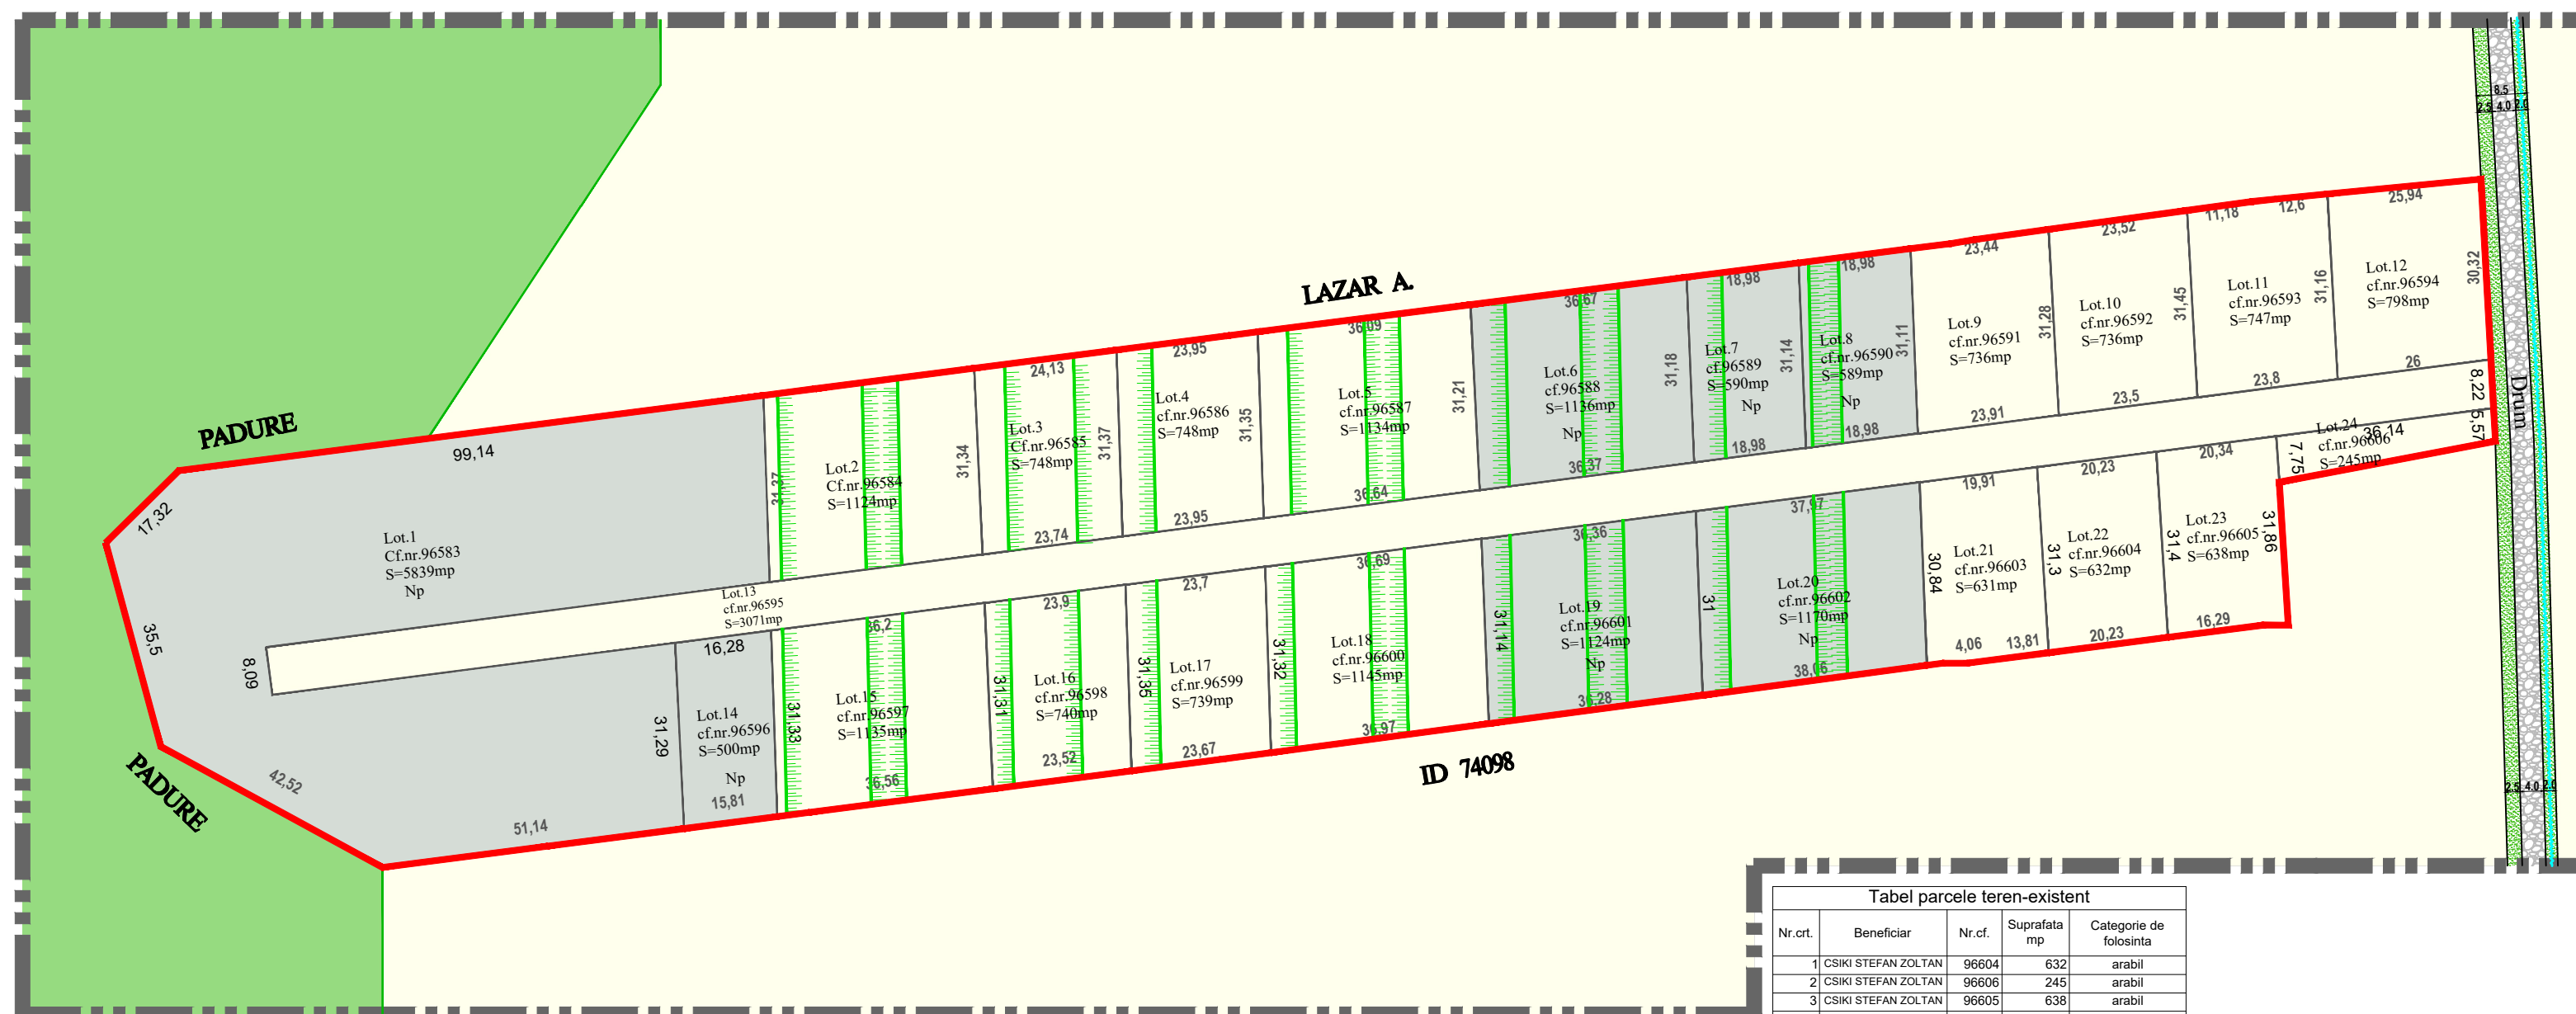 8.5
2.5 4.0 2.0
25,94
12,6
11,18
23,52
23,44
18,98
18,98
36,67
36,09
23,95
24,13
99,14
LAZAR A.
PADURE
17,32
35,5
42,52
PADURE
51,14
8,09
Lot.1
Cf.nr.96583
S=5839mp
Np
31,37
Lot.2
Cf.nr.96584
S=1124mp
31,34
Lot.3
Cf.nr.96585
S=748mp
31,37
23,74
Lot.4
cf.nr.96586
S=748mp
31,35
23,95
Lot.5
cf.nr.96587
S=1134mp
31,21
36,64
Lot.6
cf.96588
S=1136mp
Np
31,18
36,37
Lot.7
cf.96589
S=590mp
Np
31,14
18,98
Lot.8
cf.nr.96590
S=589mp
Np
31,11
18,98
Lot.9
cf.nr.96591
S=736mp
31,28
23,91
Lot.10
cf.nr.96592
S=736mp
31,45
23,5
Lot.11
cf.nr.96593
S=747mp
31,16
23,8
Lot.12
cf.nr.96594
S=798mp
30,32
26
8,22
5,57
Drum
Lot.13
cf.nr.96595
S=3071mp
16,28
31,29
Lot.14
cf.nr.96596
S=500mp
Np
15,81
31,33
36,2
Lot.15
cf.nr.96597
S=1135mp
36,56
31,31
23,9
Lot.16
cf.nr.96598
S=740mp
23,52
31,35
23,7
Lot.17
cf.nr.96599
S=739mp
23,67
31,32
36,69
Lot.18
cf.nr.96600
S=1145mp
36,97
31,14
36,36
Lot.19
cf.nr.96601
S=1124mp
Np
36,28
31
37,97
Lot.20
cf.nr.96602
S=1170mp
Np
38,06
30,84
19,91
Lot.21
cf.nr.96603
S=631mp
4,06
13,81
31,3
20,23
Lot.22
cf.nr.96604
S=632mp
20,23
31,4
20,34
Lot.23
cf.nr.96605
S=638mp
16,29
31,86
7,75
Lot.24
cf.nr.96606
S=245mp
36,14
ID 74098
2.5 4.0 2.0
Tabel parcele teren-existent
Nr.crt. Beneficiar Nr.cf. Suprafata mp Categorie de folosinta
1 CSIKI STEFAN ZOLTAN 96604 632 arabil
2 CSIKI STEFAN ZOLTAN 96606 245 arabil
3 CSIKI STEFAN ZOLTAN 96605 638 arabil